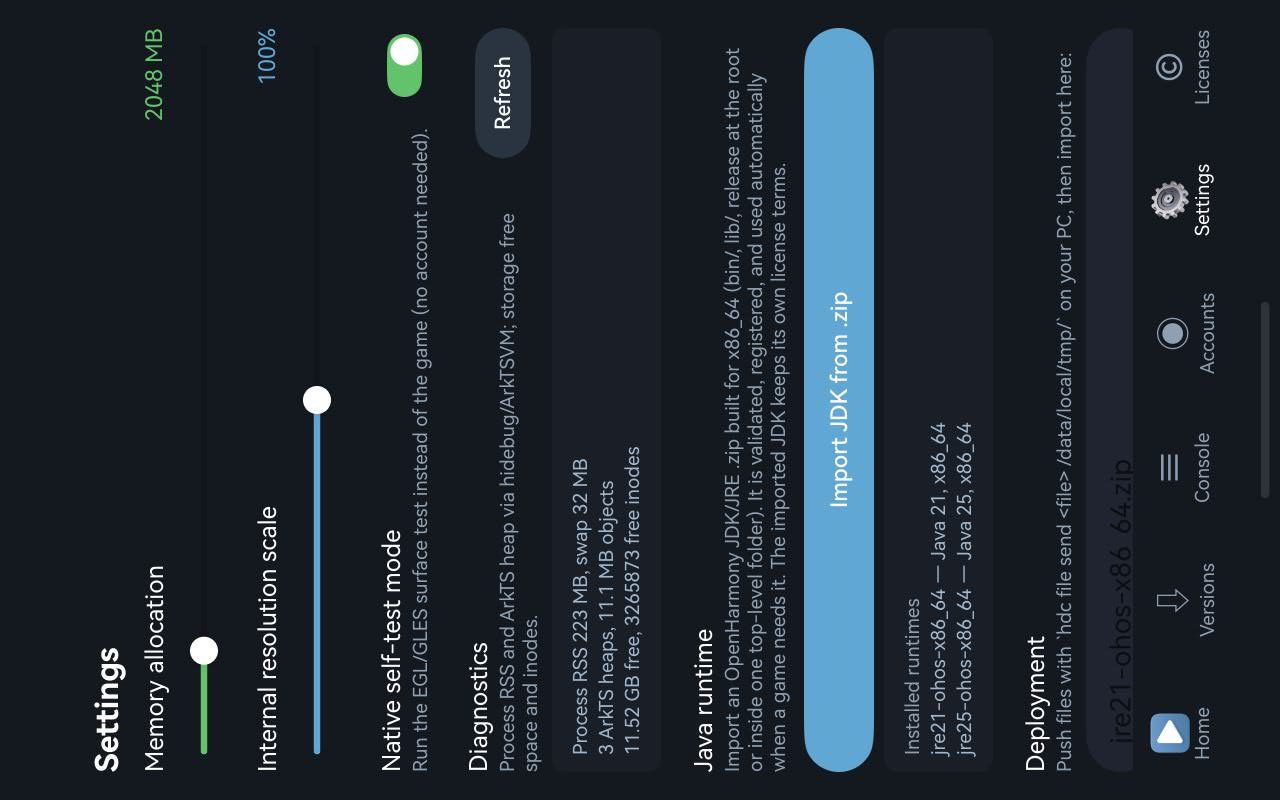 Settings
Memory allocation
2048 MB
Internal resolution scale
100%
Native self-test mode
Run the EGL/GLES surface test instead of the game (no account needed).
Diagnostics
Process RSS and ArkTS heap via hidebug/ArkTSVM; storage free
space and inodes.
Refresh
Process RSS 223 MB, swap 32 MB
3 ArkTS heaps, 11.1 MB objects
11.52 GB free, 3265873 free inodes
Java runtime
Import an OpenHarmony JDK/JRE .zip built for x86_64 (bin/, lib/, release at the root
or inside one top-level folder). It is validated, registered, and used automatically
when a game needs it. The imported JDK keeps its own license terms.
Import JDK from .zip
Installed runtimes
jre21-ohos-x86_64 — Java 21, x86_64
jre25-ohos-x86_64 — Java 25, x86_64
Deployment
Push files with `hdc file send <file> /data/local/tmp/` on your PC, then import here:
jre21-ohos-x86_64.zip
Home
Versions
Console
Accounts
Settings
Licenses